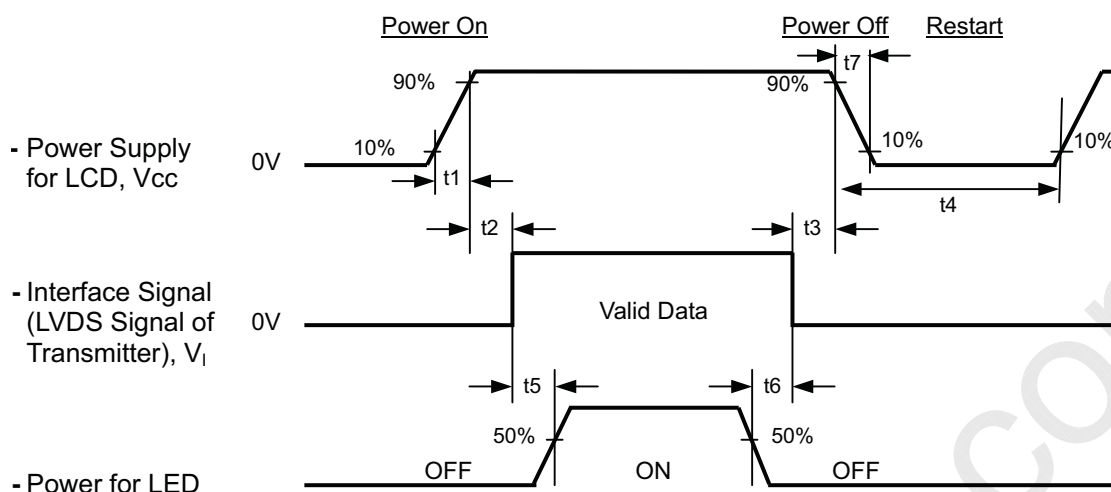 Power On
Power Off
Restart
90%
90%
t7
- Power Supply
for LCD, Vcc
0V
10%
10%
10%
t1
t4
t2
t3
- Interface Signal
(LVDS Signal of
Transmitter), VI
0V
Valid Data
t5
t6
50%
50%
- Power for LED
OFF
ON
OFF